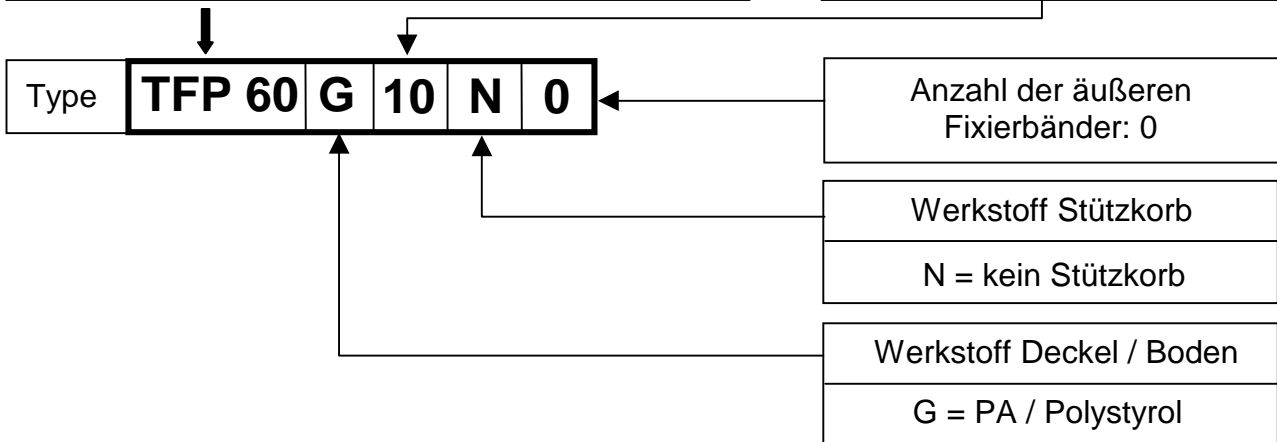 Type TFP 60 G 10 N 0
Anzahl der äußeren
Fixierbänder: 0
Werkstoff Stützkorb
N = kein Stützkorb
Werkstoff Deckel / Boden
G = PA / Polystyrol